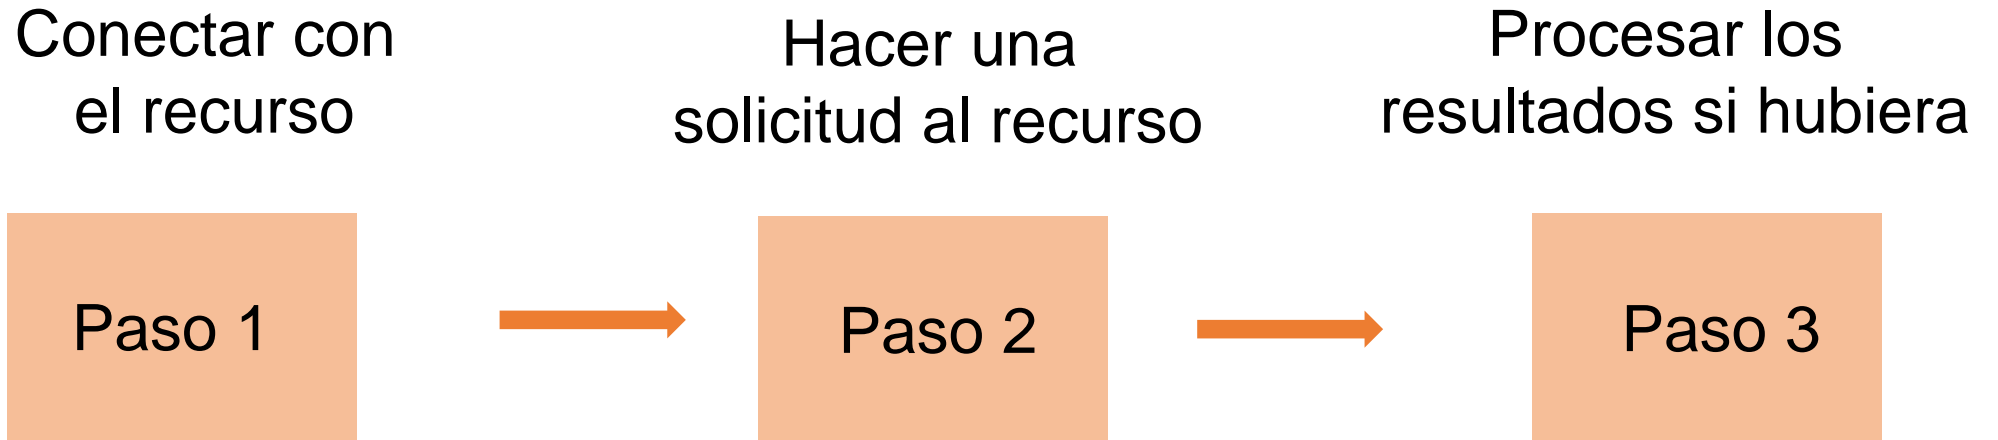 Conectar con
el recurso
Hacer una
solicitud al recurso
Procesar los
resultados si hubiera
Paso 1
Paso 2
Paso 3